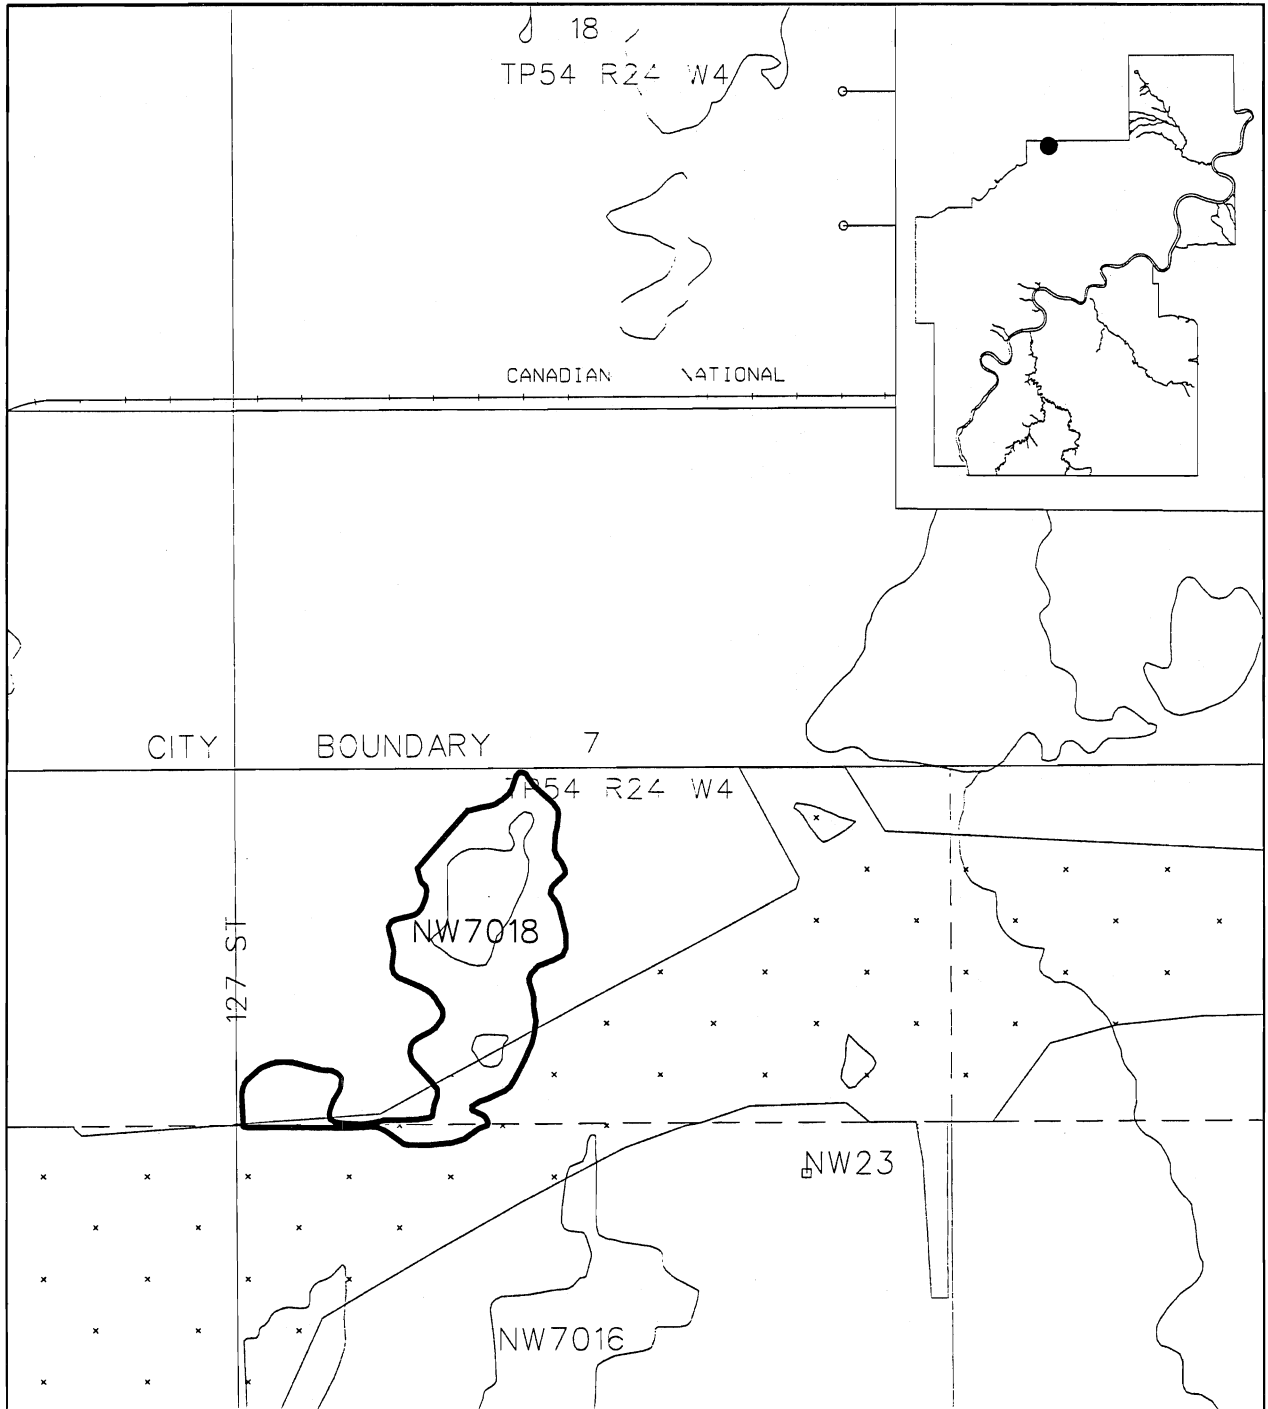 18
TP54 R24 W4
CANADIAN NATIONAL
CITY BOUNDARY 7
TP54 R24 W4
NW7018
127 ST
NW23
NW7016